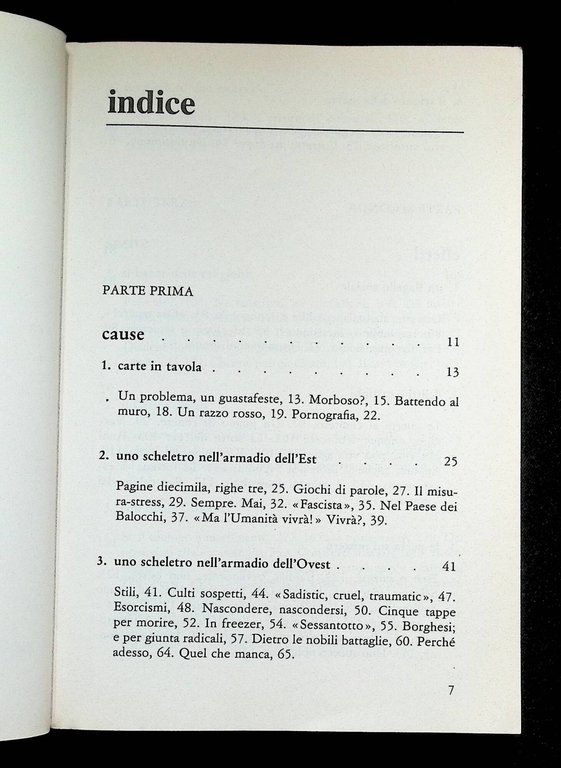 indice
PARTE PRIMA
cause . . . . . . . . . . . . 11
1. carte in tavola . . . . . . . . . . 13
Un problema, un guastafeste, 13. Morboso?, 15. Battendo al
muro, 18. Un razzo rosso, 19. Pornografia, 22.
2. uno scheletro nell'armadio dell'Est . . . . 25
Pagine diecimila, righe tre, 25. Giochi di parole, 27. Il misu-
ra-stress, 29. Sempre. Mai, 32. «Fascista», 35. Nel Paese dei
Balocchi, 37. «Ma l'Umanità vivrà!» Vivrà?, 39.
3. uno scheletro nell'armadio dell'Ovest . . . . 41
Stili, 41. Culti sospetti, 44. «Sadistic, cruel, traumatic», 47.
Esorcismi, 48. Nascondere, nascondersi, 50. Cinque tappe
per morire, 52. In freezer, 54. «Sessantotto», 55. Borghesi;
e per giunta radicali, 57. Dietro le nobili battaglie, 60. Perché
adesso, 64. Quel che manca, 65.
7